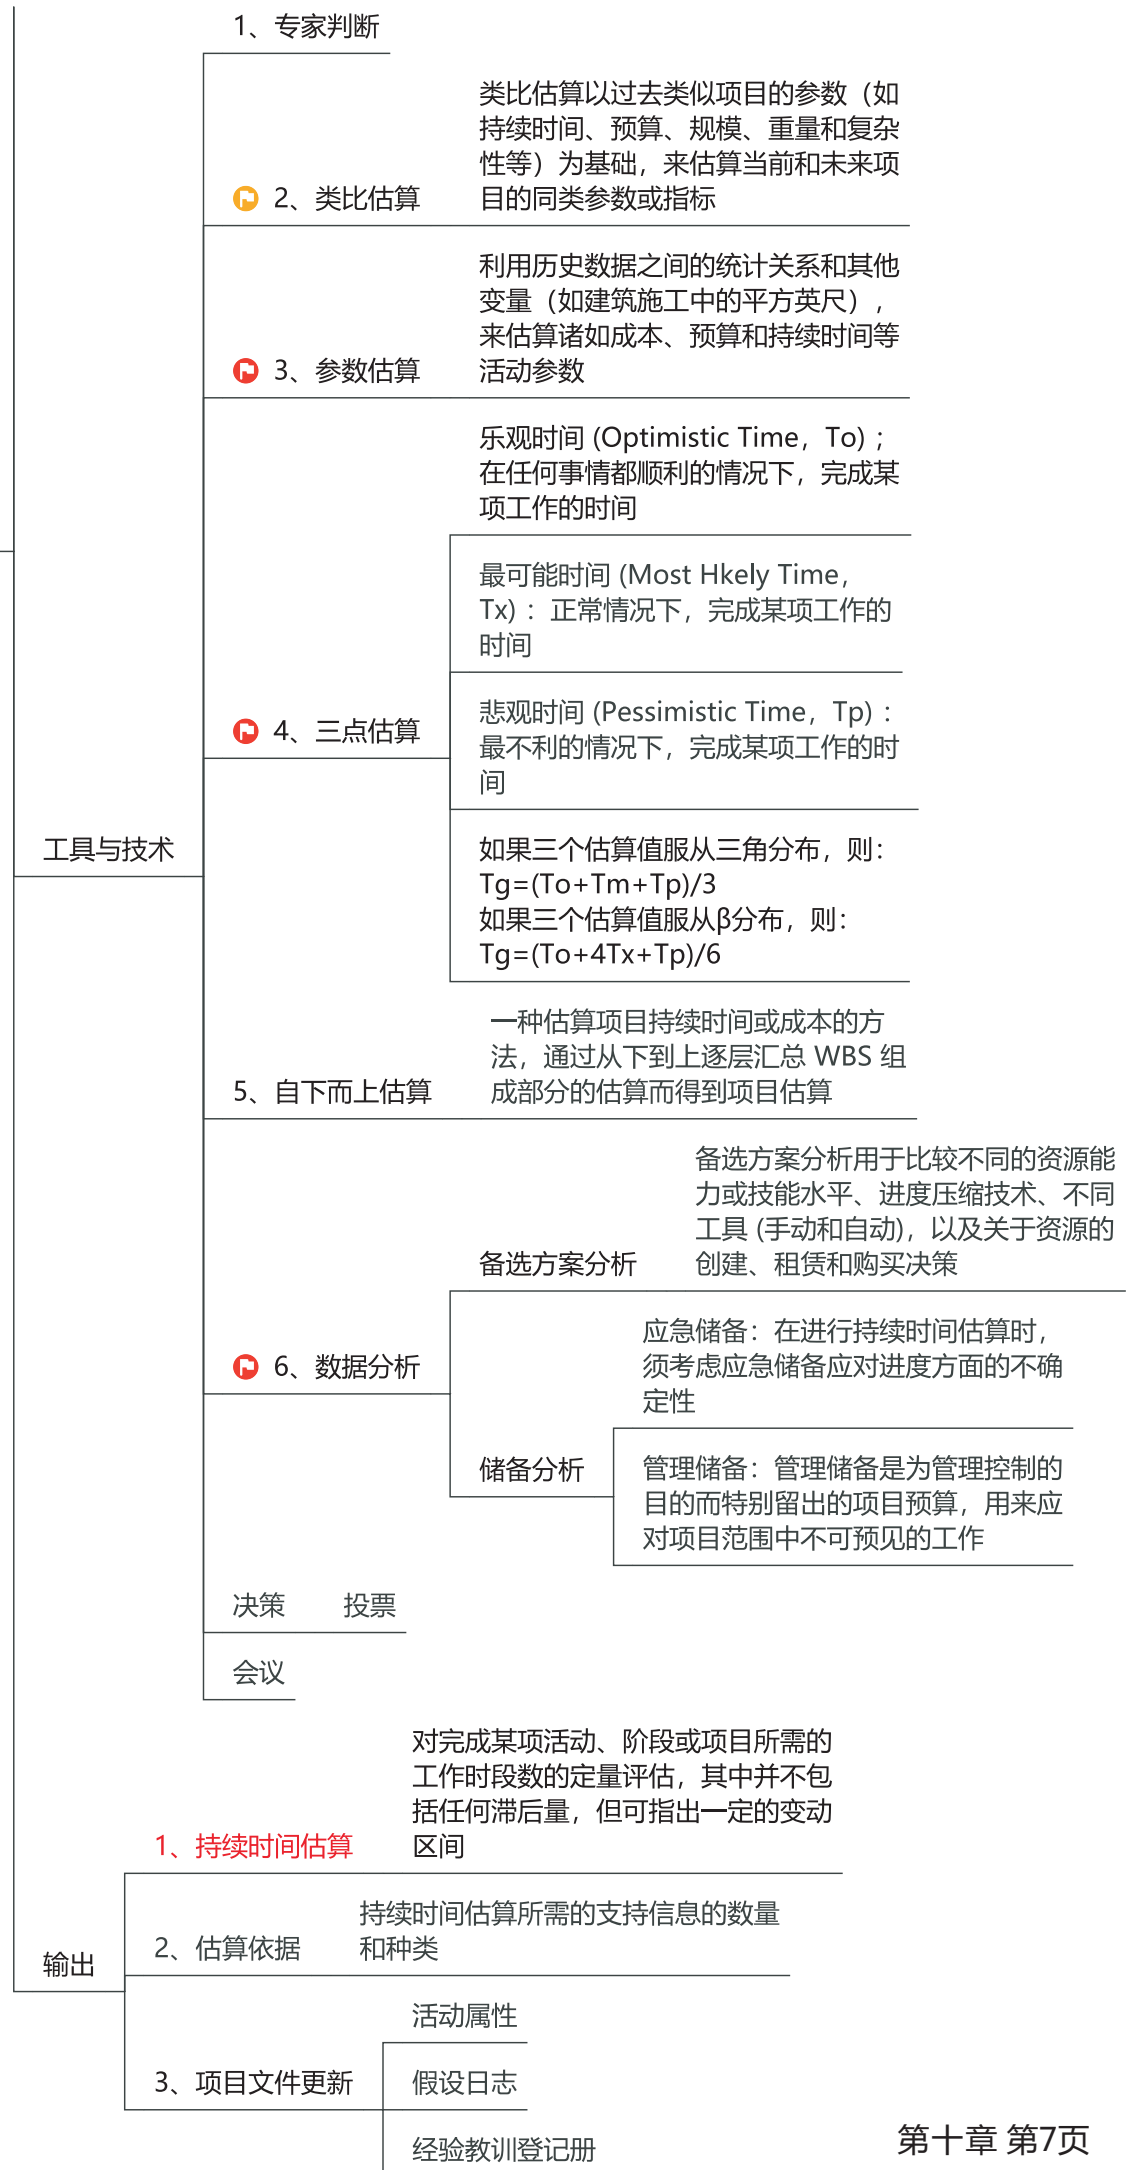 1、专家判断
类比估算以过去类似项目的参数（如
持续时间、预算、规模、重量和复杂
性等）为基础，来估算当前和未来项
目的同类参数或指标
2、类比估算
利用历史数据之间的统计关系和其他
变量（如建筑施工中的平方英尺），
来估算诸如成本、预算和持续时间等
活动参数
3、参数估算
乐观时间 (Optimistic Time，To)；
在任何事情都顺利的情况下，完成某
项工作的时间
最可能时间 (Most Hkely Time，
Tx)：正常情况下，完成某项工作的
时间
悲观时间 (Pessimistic Time，Tp)：
最不利的情况下，完成某项工作的时
间
4、三点估算
如果三个估算值服从三角分布，则：
Tg=(To+Tm+Tp)/3
如果三个估算值服从β分布，则：
Tg=(To+4Tx+Tp)/6
工具与技术
一种估算项目持续时间或成本的方
法，通过从下到上逐层汇总 WBS 组
成部分的估算而得到项目估算
5、自下而上估算
备选方案分析用于比较不同的资源能
力或技能水平、进度压缩技术、不同
工具 (手动和自动)，以及关于资源的
创建、租赁和购买决策
备选方案分析
应急储备：在进行持续时间估算时，
须考虑应急储备应对进度方面的不确
定性
6、数据分析
储备分析
管理储备：管理储备是为管理控制的
目的而特别留出的项目预算，用来应
对项目范围中不可预见的工作
决策 投票
会议
对完成某项活动、阶段或项目所需的
工作时段数的定量评估，其中并不包
括任何滞后量，但可指出一定的变动
区间
1、持续时间估算
持续时间估算所需的支持信息的数量
和种类
2、估算依据
输出
活动属性
3、项目文件更新
假设日志
经验教训登记册
第十章 第7页